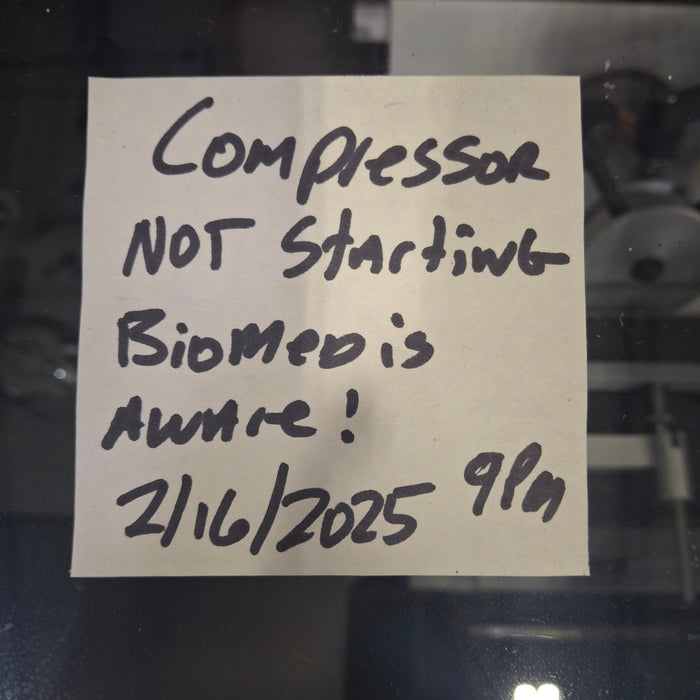 Compressor
NOT Starting
BioMed is
Aware!
2/16/2025 9PM